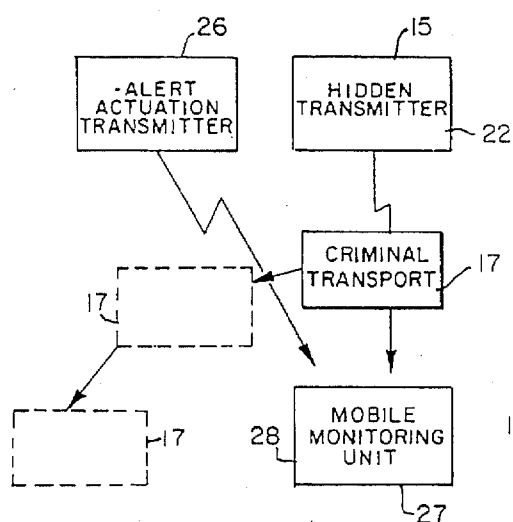 26
15
-ALERT
ACTUATION
TRANSMITTER
HIDDEN
TRANSMITTER
22
CRIMINAL
TRANSPORT
17
17
17
MOBILE
MONITORING
UNIT
28
27